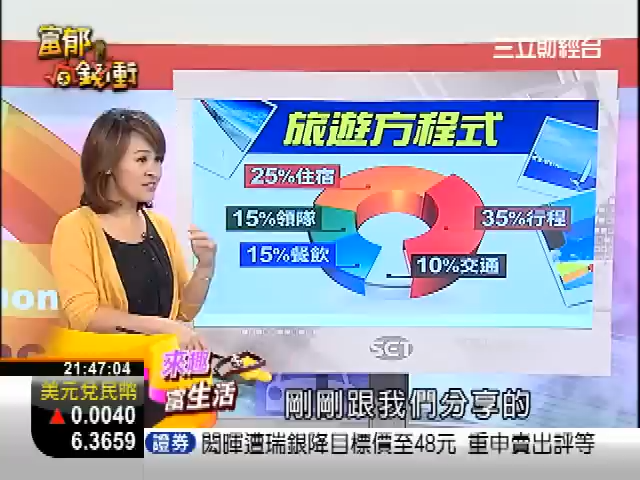 富郁
向錢衝
三立財經台
旅遊方程式
25%住宿
15%領隊
35%行程
15%餐飲
10%交通
SET
21:47:04
來趣
富生活
美元兌民幣
▲0.0040
6.3659
剛剛跟我們分享的
證券 閎暉遭瑞銀降目標價至48元 重申賣出評等